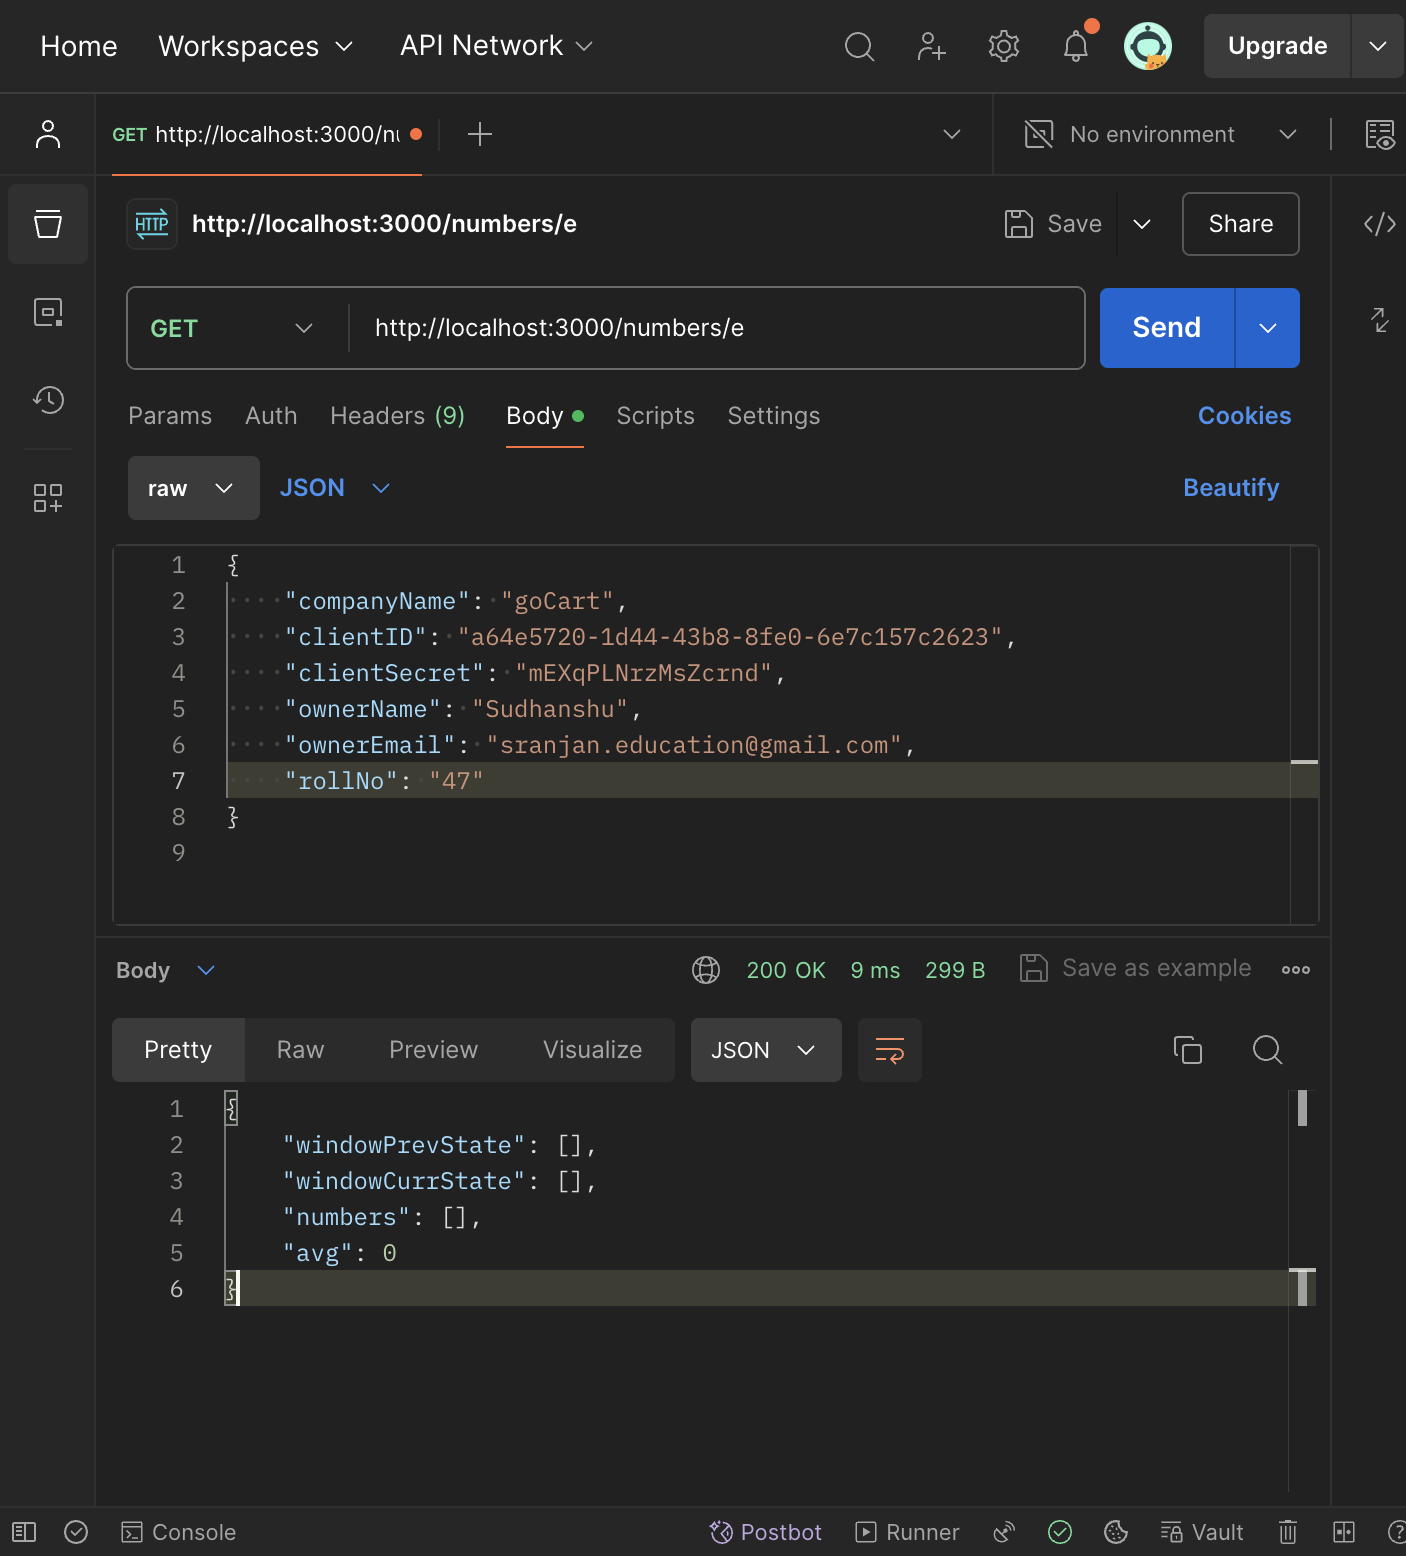 Home Workspaces API Network Upgrade
GET http://localhost:3000/nu No environment
HTTP http://localhost:3000/numbers/e Save Share
GET http://localhost:3000/numbers/e Send
Params Auth Headers (9) Body Scripts Settings Cookies
raw JSON Beautify
1 {
2 "companyName": "goCart",
3 "clientID": "a64e5720-1d44-43b8-8fe0-6e7c157c2623",
4 "clientSecret": "mEXqPLNrzMsZcrnd",
5 "ownerName": "Sudhanshu",
6 "ownerEmail": "sranjan.education@gmail.com",
7 "rollNo": "47"
8 }
9
Body 200 OK 9 ms 299 B Save as example
Pretty Raw Preview Visualize JSON
1 {
2 "windowPrevState": [],
3 "windowCurrState": [],
4 "numbers": [],
5 "avg": 0
6 }
Console Postbot Runner Vault